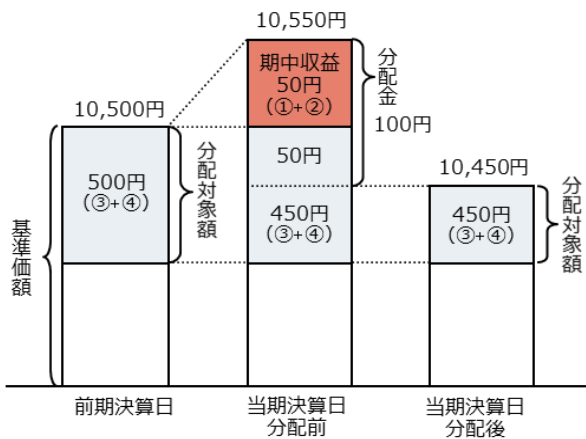 10,550円
期中収益
50円
(①+②)
分配金
100円
10,500円
500円
(③+④)
分配対象額
50円
450円
(③+④)
10,450円
450円
(③+④)
分配対象額
基準価額
前期決算日
当期決算日
分配前
当期決算日
分配後